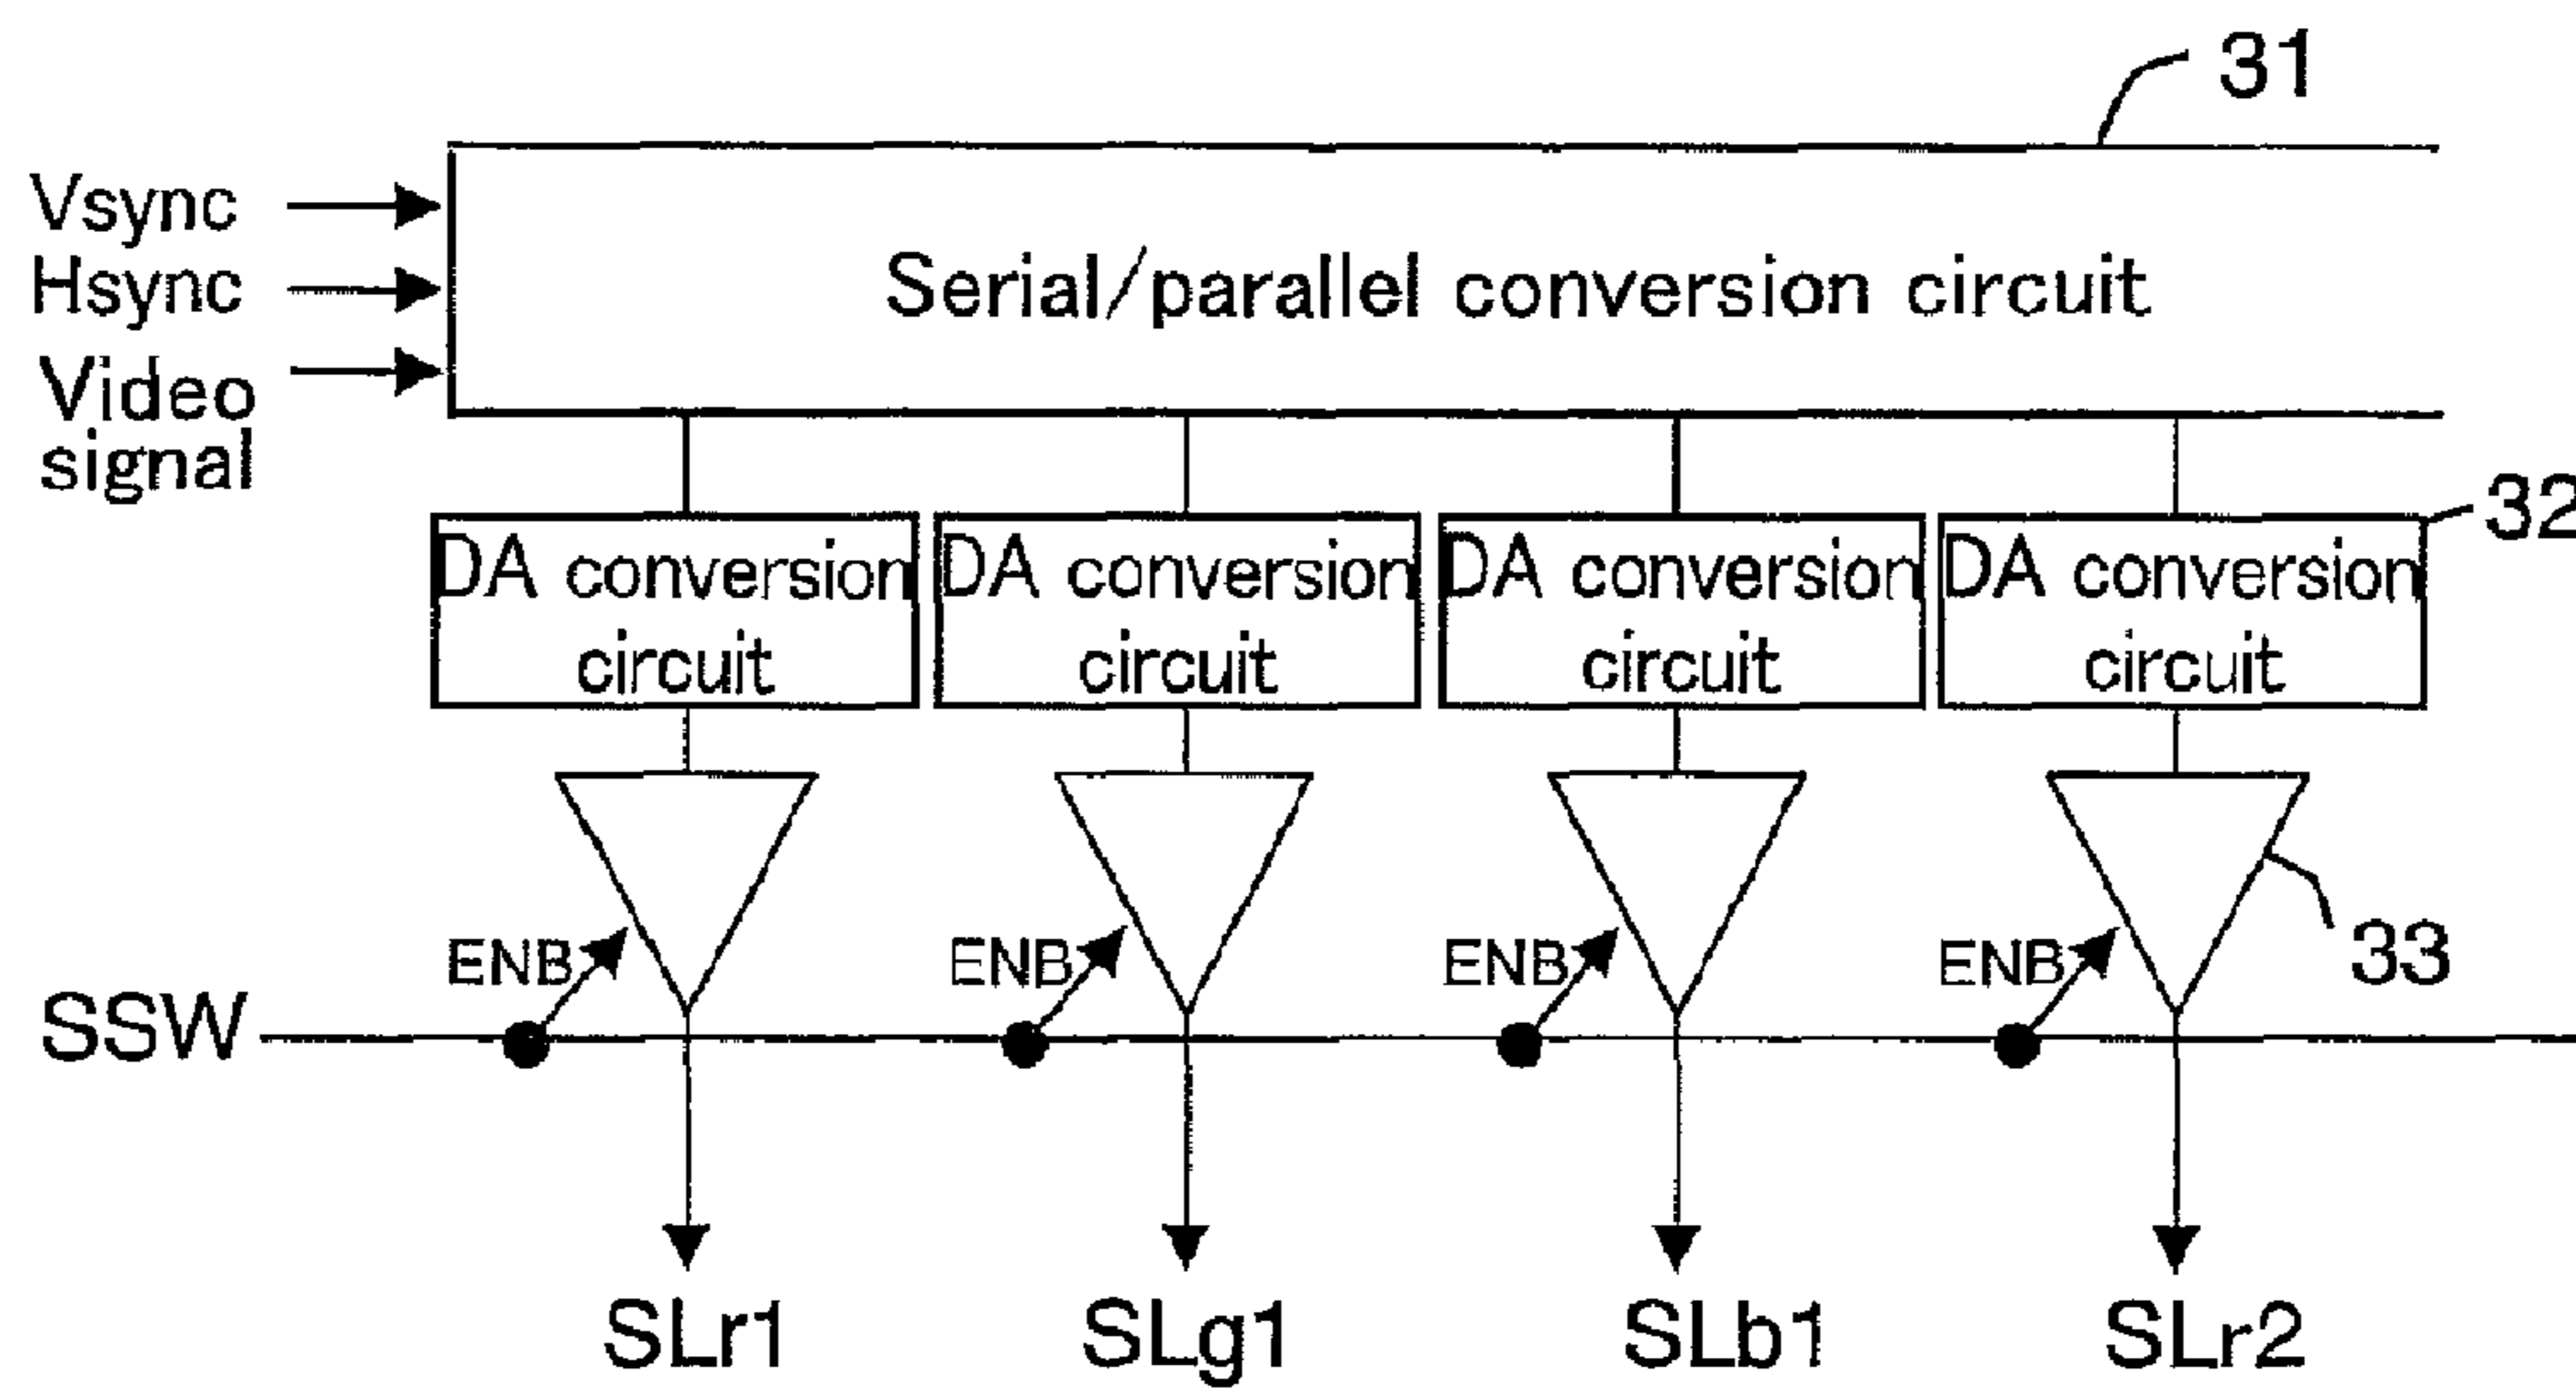 31
Vsync
Hsync
Video
signal
Serial/parallel conversion circuit
32
DA conversion
circuit
DA conversion
circuit
DA conversion
circuit
DA conversion
circuit
ENB
ENB
ENB
ENB
33
SSW
SLr1
SLg1
SLb1
SLr2